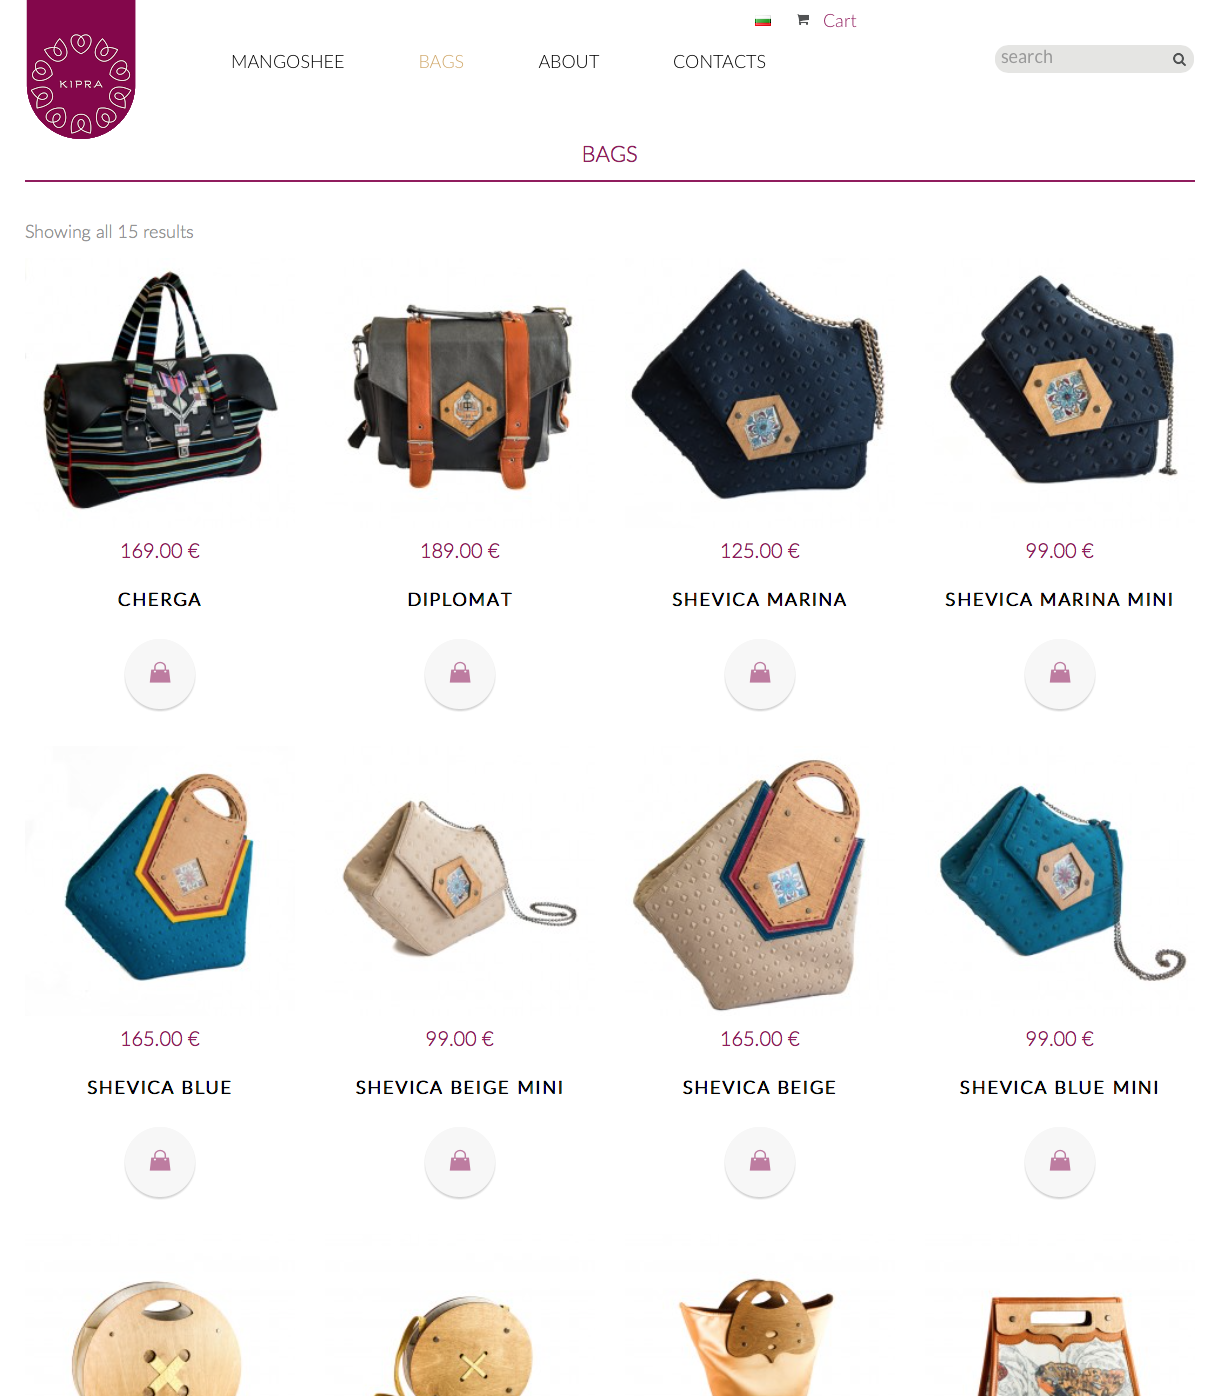 Cart
KIPRA
MANGOSHEE BAGS ABOUT CONTACTS
search
BAGS
Showing all 15 results
169.00 € 189.00 € 125.00 € 99.00 €
CHERGA DIPLOMAT SHEVICA MARINA SHEVICA MARINA MINI
165.00 € 99.00 € 165.00 € 99.00 €
SHEVICA BLUE SHEVICA BEIGE MINI SHEVICA BEIGE SHEVICA BLUE MINI